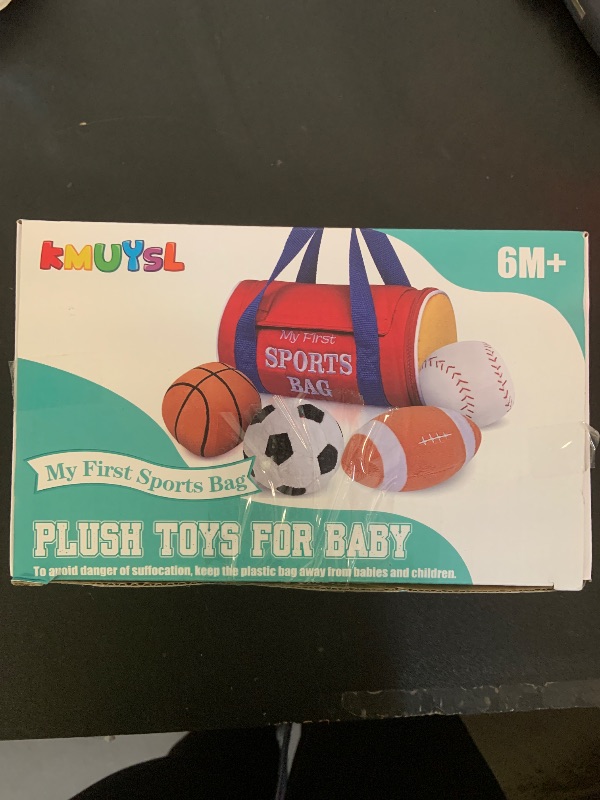 KMUYSL
6M+
My First
SPORTS
BAG
My First Sports Bag
PLUSH TOYS FOR BABY
To avoid danger of suffocation, keep the plastic bag away from babies and children.